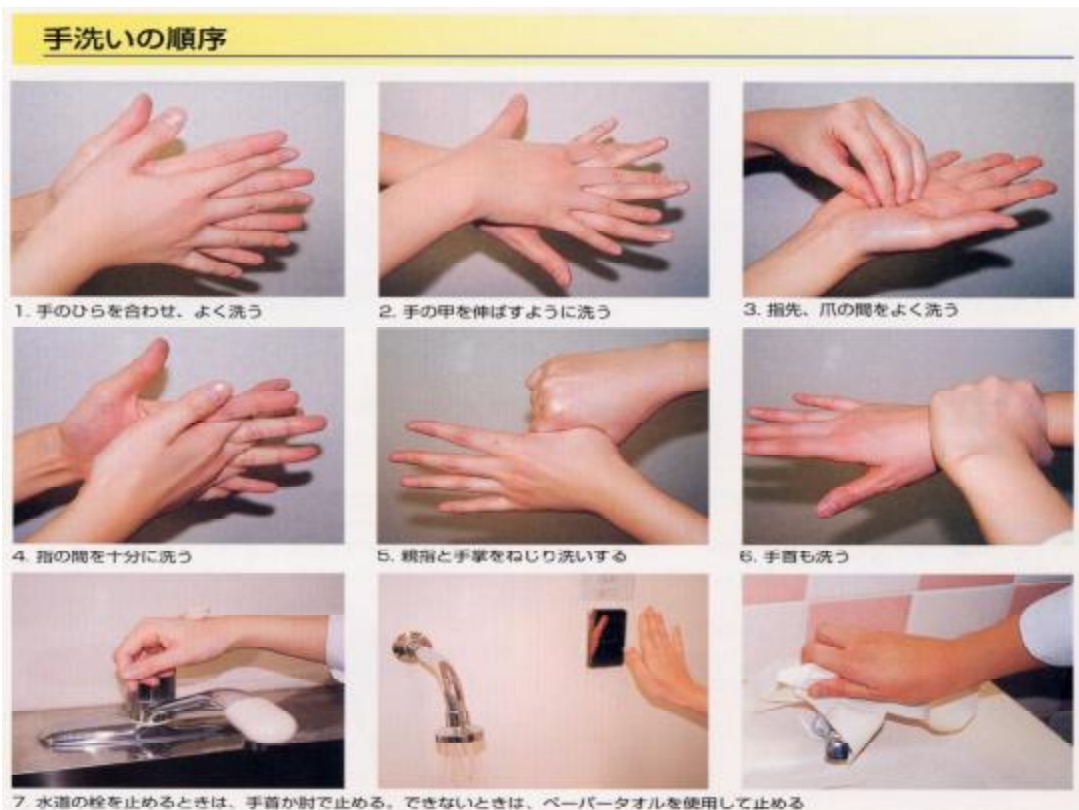 手洗いの順序
1. 手のひらを合わせ、よく洗う
2. 手の甲を伸ばすように洗う
3. 指先、爪の間をよく洗う
4. 指の間を十分に洗う
5. 親指と手掌をねじり洗いする
6. 手首も洗う
7. 水道の栓を止めるときは、手首か肘で止める。できないときは、ペーパータオルを使用して止める